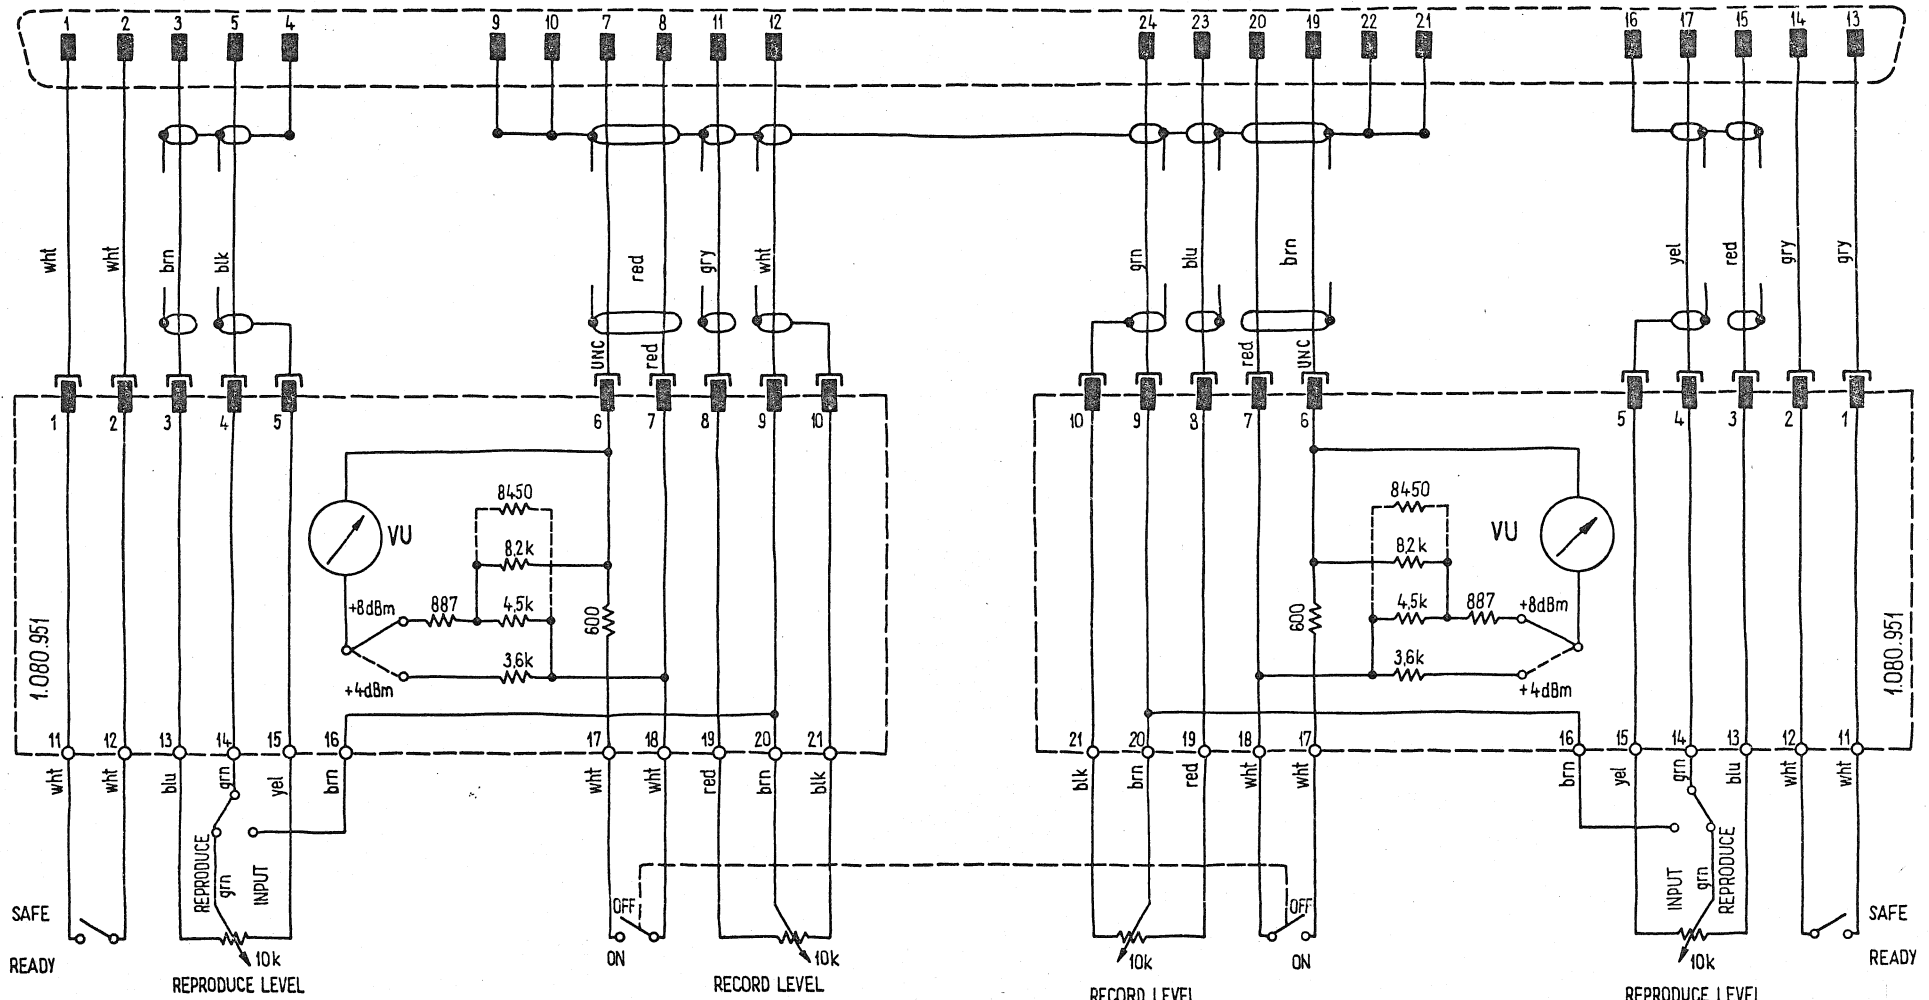 1 2 3 5 4 9 10 7 8 11 12 24 23 20 19 22 21 16 17 15 14 13
wht wht brn blk red gry wht grn blu brn yel red gry gry
UNC red red UNC
1 2 3 4 5 6 7 8 9 10 10 9 8 7 6 5 4 3 2 1
8450 8450
VU 8,2k 8,2k VU
+8dBm 887 4,5k 600 600 4,5k 887 +8dBm
1.080.951 3,6k 3,6k 1.080.951
+4dBm +4dBm
11 12 13 14 15 16 17 18 19 20 21 21 20 19 18 17 16 15 14 13 12 11
wht wht blu grn yel brn wht wht red brn blk blk brn red wht wht brn yel grn blu wht wht
REPRODUCE grn INPUT INPUT grn REPRODUCE
SAFE OFF OFF SAFE
READY 10k ON 10k 10k ON 10k READY
REPRODUCE LEVEL RECORD LEVEL RECORD LEVEL REPRODUCE LEVEL